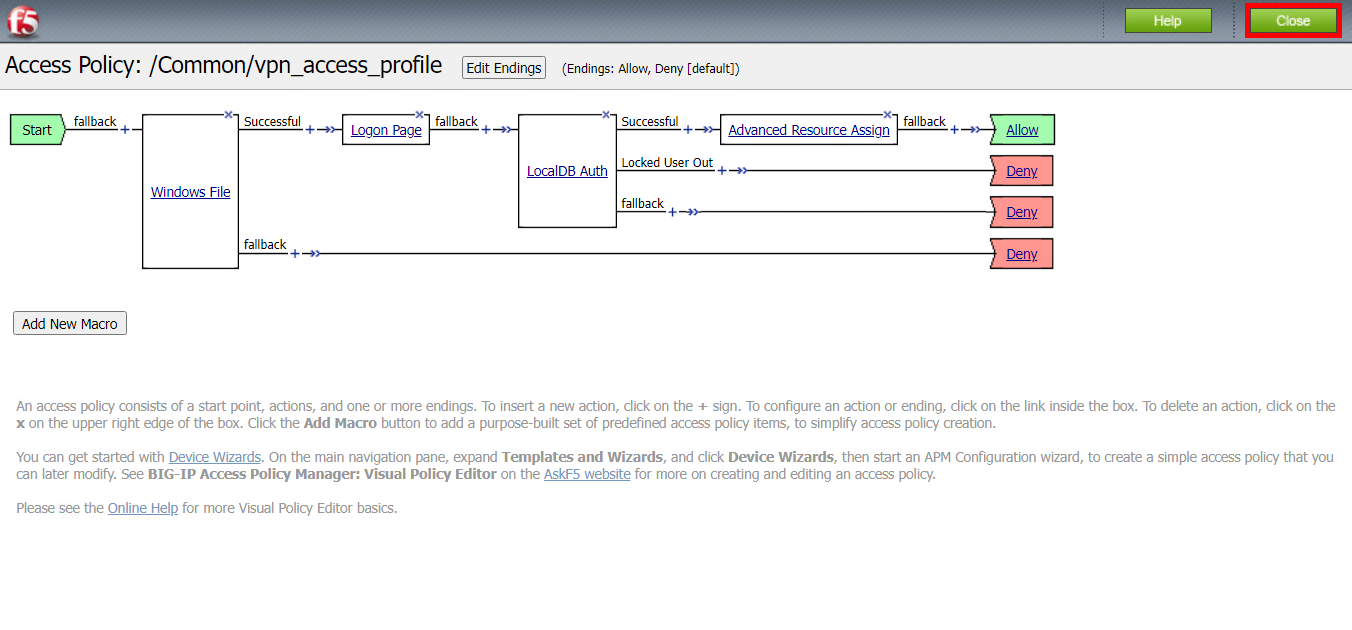 f5
Help
Close
Access Policy: /Common/vpn_access_profile
Edit Endings
(Endings: Allow, Deny [default])
Start
fallback
+
Windows File
x
Successful
+
Logon Page
x
fallback
+
LocalDB Auth
x
Successful
+
Advanced Resource Assign
x
fallback
+
Allow
Locked User Out
+
Deny
fallback
+
Deny
fallback
+
Deny
Add New Macro
An access policy consists of a start point, actions, and one or more endings. To insert a new action, click on the + sign. To configure an action or ending, click on the link inside the box. To delete an action, click on the
x on the upper right edge of the box. Click the Add Macro button to add a purpose-built set of predefined access policy items, to simplify access policy creation.
You can get started with Device Wizards. On the main navigation pane, expand Templates and Wizards, and click Device Wizards, then start an APM Configuration wizard, to create a simple access policy that you
can later modify. See BIG-IP Access Policy Manager: Visual Policy Editor on the AskF5 website for more on creating and editing an access policy.
Please see the Online Help for more Visual Policy Editor basics.